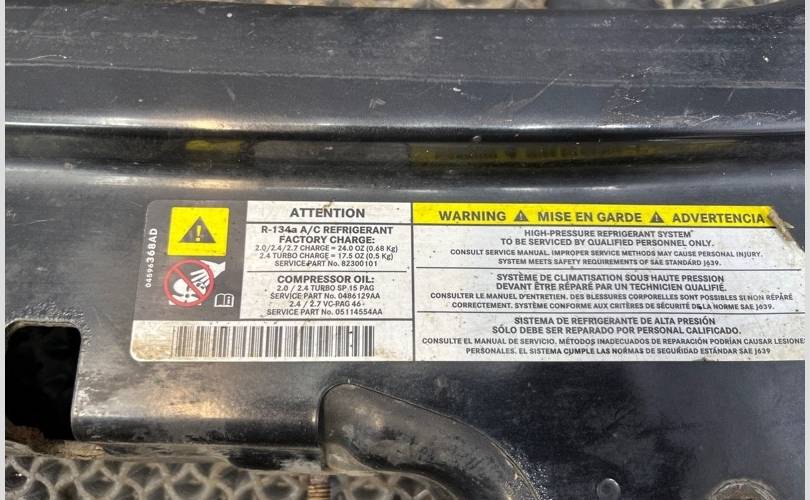 04596368AD
ATTENTION
R-134a A/C REFRIGERANT
FACTORY CHARGE:
2.0/2.4/2.7 CHARGE = 24.0 OZ (0.68 Kg)
2.4 TURBO CHARGE = 17.5 OZ (0.5 Kg)
SERVICE PART No. 82300101
COMPRESSOR OIL:
2.0 / 2.4 TURBO SP.15 PAG
SERVICE PART No. 0486129AA
2.4 / 2.7 VC-PAG 46
SERVICE PART No. 05114554AA
WARNING MISE EN GARDE ADVERTENCIA
HIGH-PRESSURE REFRIGERANT SYSTEM
TO BE SERVICED BY QUALIFIED PERSONNEL ONLY.
CONSULT SERVICE MANUAL. IMPROPER SERVICE METHODS MAY CAUSE PERSONAL INJURY.
SYSTEM MEETS SAFETY REQUIREMENTS OF SAE STANDARD J639.
SYSTÈME DE CLIMATISATION SOUS HAUTE PRESSION
DEVANT ÊTRE RÉPARÉ PAR UN TECHNICIEN QUALIFIÉ.
CONSULTER LE MANUEL D'ENTRETIEN. DES BLESSURES CORPORELLES SONT POSSIBLES SI NON RÉPARÉ
CORRECTEMENT. SYSTÈME CONFORME AUX CRITÈRES DE SÉCURITÉ DE LA NORME SAE J639.
SISTEMA DE REFRIGERANTE DE ALTA PRESIÓN
SÓLO DEBE SER REPARADO POR PERSONAL CALIFICADO.
CONSULTE EL MANUAL DE SERVICIO. MÉTODOS INADECUADOS DE REPARACIÓN PODRÍAN CAUSAR LESIONES
PERSONALES. EL SISTEMA CUMPLE LAS NORMAS DE SEGURIDAD ESTÁNDAR SAE J639